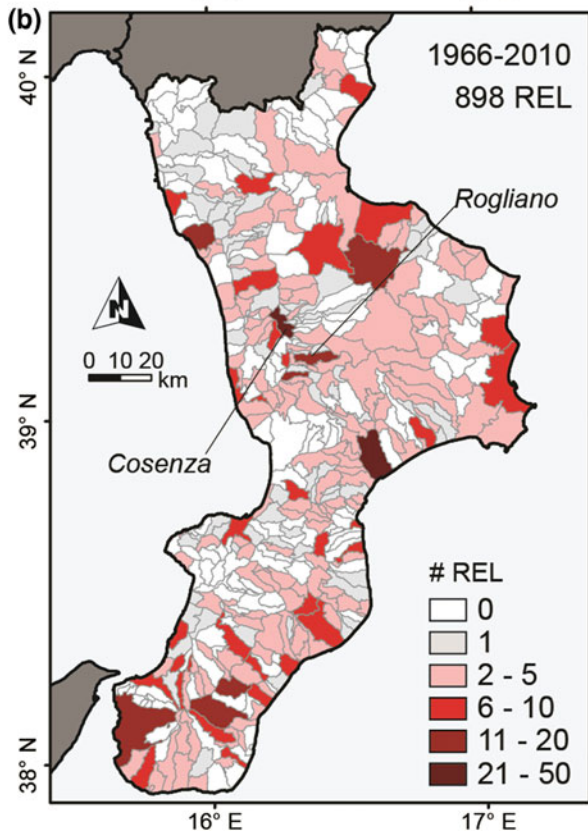 (b)
40° N
1966-2010
898 REL
Rogliano
N
0 10 20
km
39° N
Cosenza
# REL
0
1
2 - 5
6 - 10
11 - 20
21 - 50
38° N
16° E
17° E